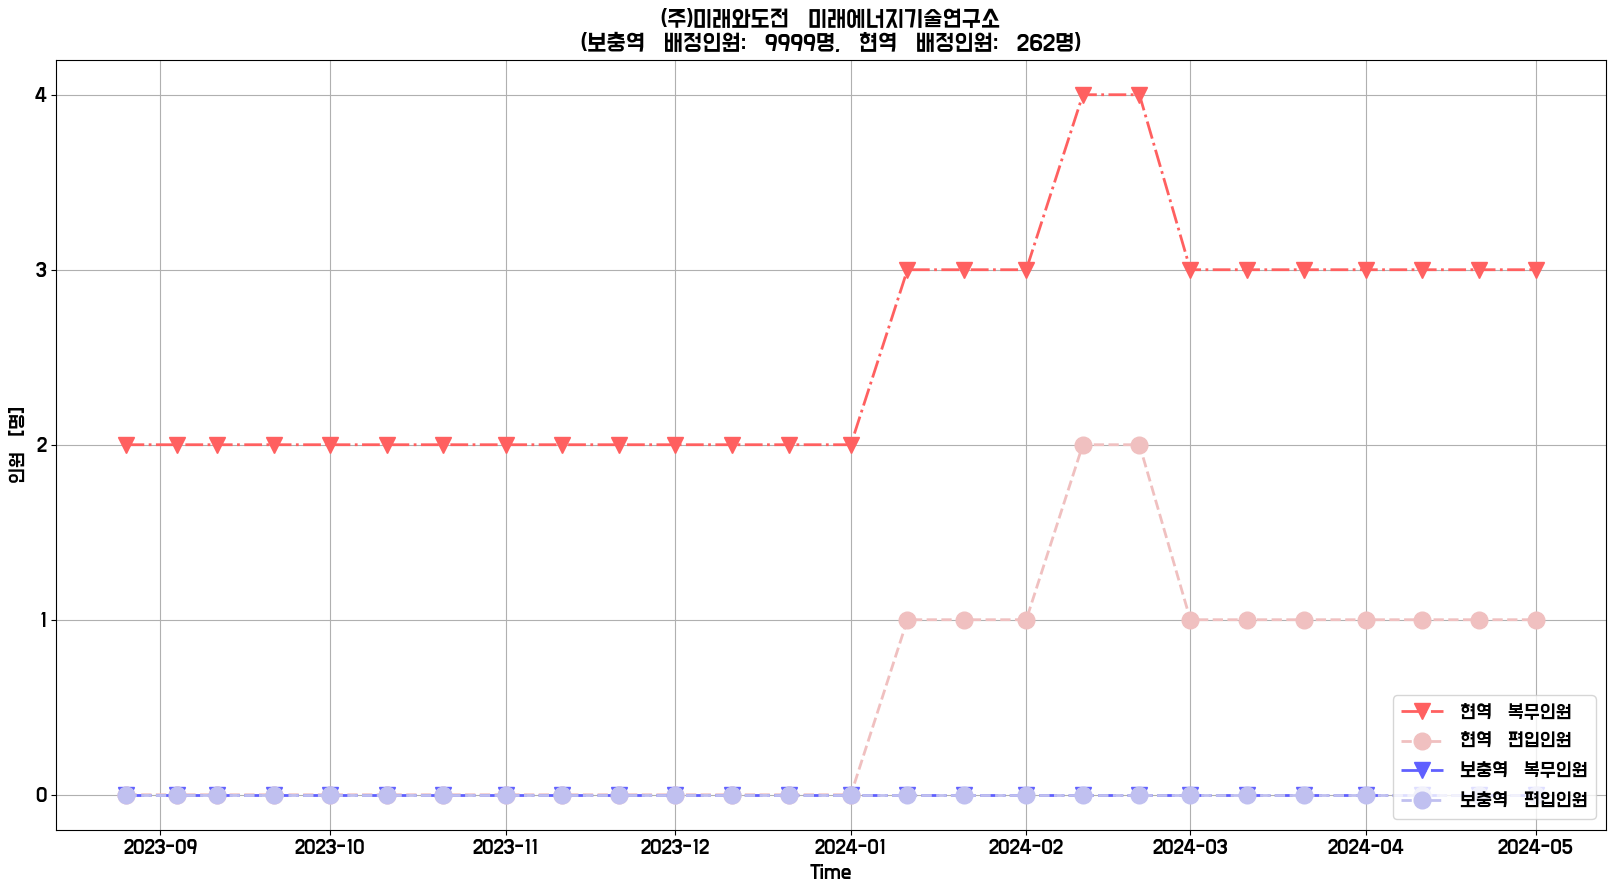 (주)미래와도전 미래에너지기술연구소
(보충역 배정인원: 9999명, 현역 배정인원: 262명)
4
3
2
1
0
인원 [명]
현역 복무인원
현역 편입인원
보충역 복무인원
보충역 편입인원
2023-09 2023-10 2023-11 2023-12 2024-01 2024-02 2024-03 2024-04 2024-05
Time